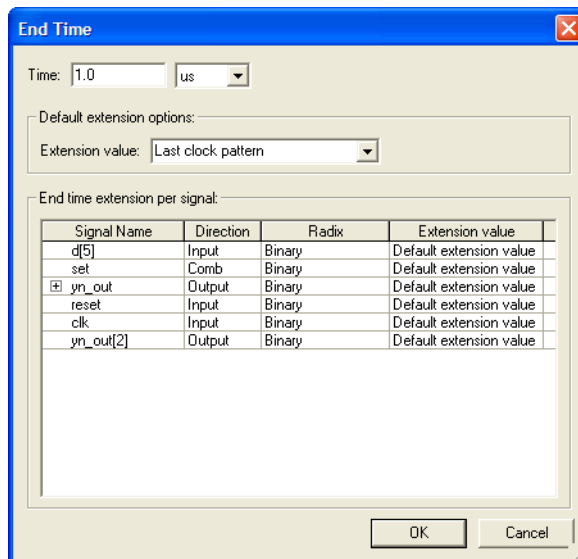 End Time
Time: 1.0 us
Default extension options:
Extension value: Last clock pattern
End time extension per signal:
Signal Name Direction Radix Extension value
d[5] Input Binary Default extension value
set Comb Binary Default extension value
yn_out Output Binary Default extension value
reset Input Binary Default extension value
clk Input Binary Default extension value
yn_out[2] Output Binary Default extension value
OK Cancel